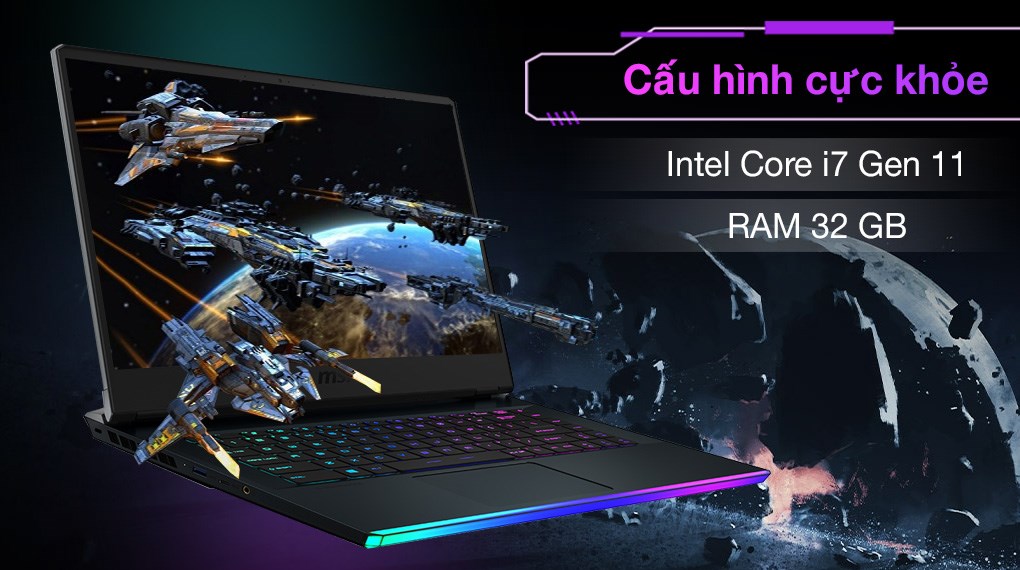 Cấu hình cực khỏe
Intel Core i7 Gen 11
RAM 32 GB